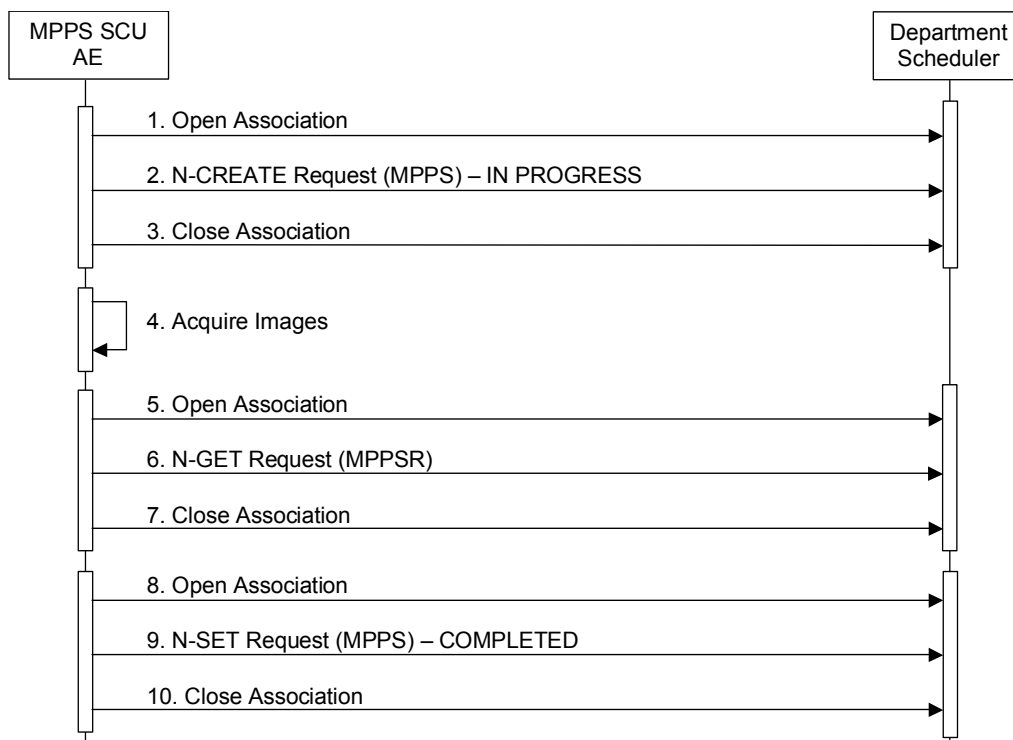 MPPS SCU
AE
Department
Scheduler
1. Open Association
2. N-CREATE Request (MPPS) – IN PROGRESS
3. Close Association
4. Acquire Images
5. Open Association
6. N-GET Request (MPPSR)
7. Close Association
8. Open Association
9. N-SET Request (MPPS) – COMPLETED
10. Close Association